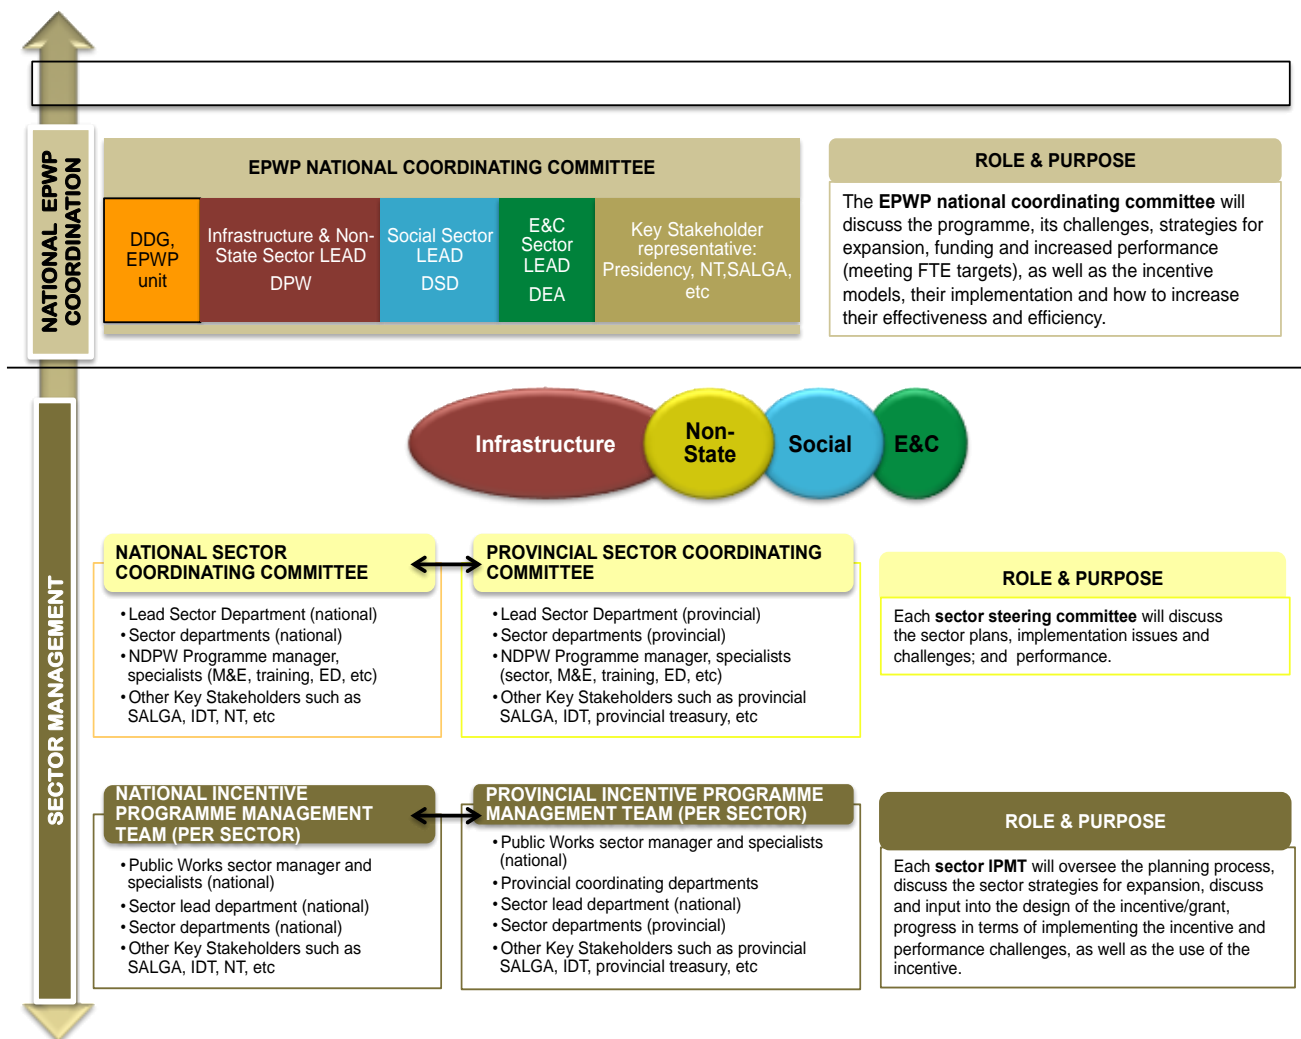 NATIONAL EPWP
COORDINATION
EPWP NATIONAL COORDINATING COMMITTEE
DDG,
EPWP
unit
Infrastructure & Non-
State Sector LEAD
DPW
Social Sector
LEAD
DSD
E&C
Sector
LEAD
DEA
Key Stakeholder
representative:
Presidency, NT,SALGA,
etc
ROLE & PURPOSE
The EPWP national coordinating committee will
discuss the programme, its challenges, strategies for
expansion, funding and increased performance
(meeting FTE targets), as well as the incentive
models, their implementation and how to increase
their effectiveness and efficiency.
Infrastructure
Non-
State
Social
E&C
SECTOR MANAGEMENT
NATIONAL SECTOR
COORDINATING COMMITTEE
• Lead Sector Department (national)
• Sector departments (national)
• NDPW Programme manager,
specialists (M&E, training, ED, etc)
• Other Key Stakeholders such as
SALGA, IDT, NT, etc
PROVINCIAL SECTOR COORDINATING
COMMITTEE
• Lead Sector Department (provincial)
• Sector departments (provincial)
• NDPW Programme manager, specialists
(sector, M&E, training, ED, etc)
• Other Key Stakeholders such as provincial
SALGA, IDT, provincial treasury, etc
ROLE & PURPOSE
Each sector steering committee will discuss
the sector plans, implementation issues and
challenges; and performance.
NATIONAL INCENTIVE
PROGRAMME MANAGEMENT
TEAM (PER SECTOR)
• Public Works sector manager and
specialists (national)
• Sector lead department (national)
• Sector departments (national)
• Other Key Stakeholders such as
SALGA, IDT, NT, etc
PROVINCIAL INCENTIVE PROGRAMME
MANAGEMENT TEAM (PER SECTOR)
• Public Works sector manager and specialists
(national)
• Provincial coordinating departments
• Sector lead department (national)
• Sector departments (provincial)
• Other Key Stakeholders such as provincial
SALGA, IDT, provincial treasury, etc
ROLE & PURPOSE
Each sector IPMT will oversee the planning process,
discuss the sector strategies for expansion, discuss
and input into the design of the incentive/grant,
progress in terms of implementing the incentive and
performance challenges, as well as the use of the
incentive.